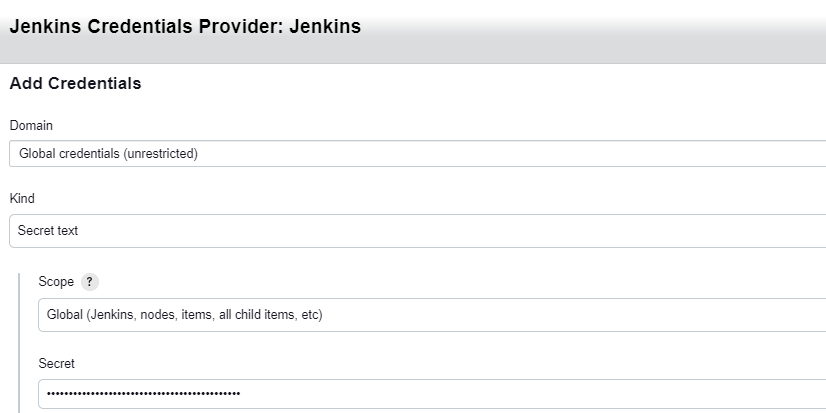 Jenkins Credentials Provider: Jenkins
Add Credentials
Domain
Global credentials (unrestricted)
Kind
Secret text
Scope ?
Global (Jenkins, nodes, items, all child items, etc)
Secret
••••••••••••••••••••••••••••••••••••••••••••